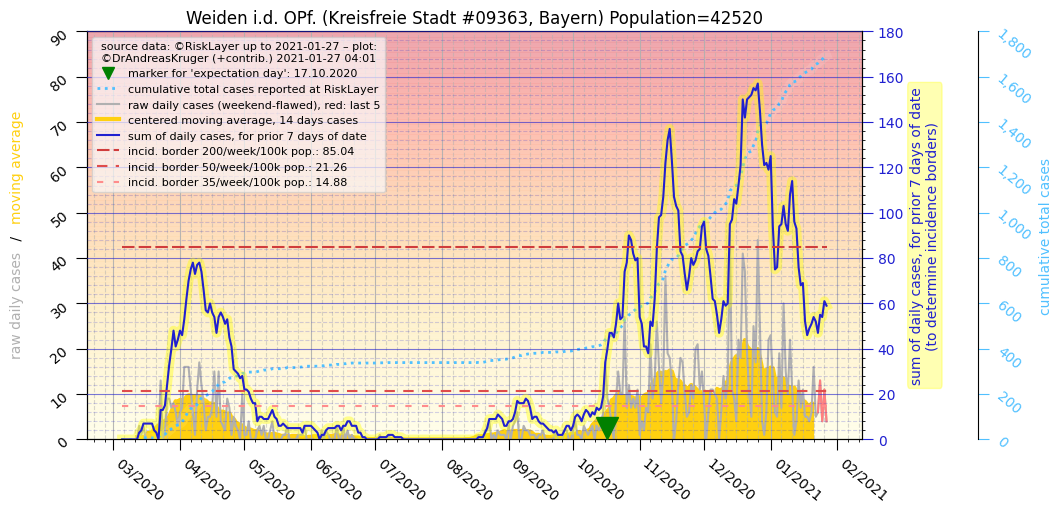 Weiden i.d. OPf. (Kreisfreie Stadt #09363, Bayern) Population=42520
source data: ©RiskLayer up to 2021-01-27 – plot:
©DrAndreasKruger (+contrib.) 2021-01-27 04:01
marker for 'expectation day': 17.10.2020
cumulative total cases reported at RiskLayer
raw daily cases (weekend-flawed), red: last 5
centered moving average, 14 days cases
sum of daily cases, for prior 7 days of date
incid. border 200/week/100k pop.: 85.04
incid. border 50/week/100k pop.: 21.26
incid. border 35/week/100k pop.: 14.88
raw daily cases / moving average
90
80
70
60
50
40
30
20
10
0
03/2020
04/2020
05/2020
06/2020
07/2020
08/2020
09/2020
10/2020
11/2020
12/2020
01/2021
02/2021
180
160
140
120
100
80
60
40
20
0
sum of daily cases, for prior 7 days of date
(to determine incidence borders)
1,800
1,600
1,400
1,200
1,000
800
600
400
200
0
cumulative total cases